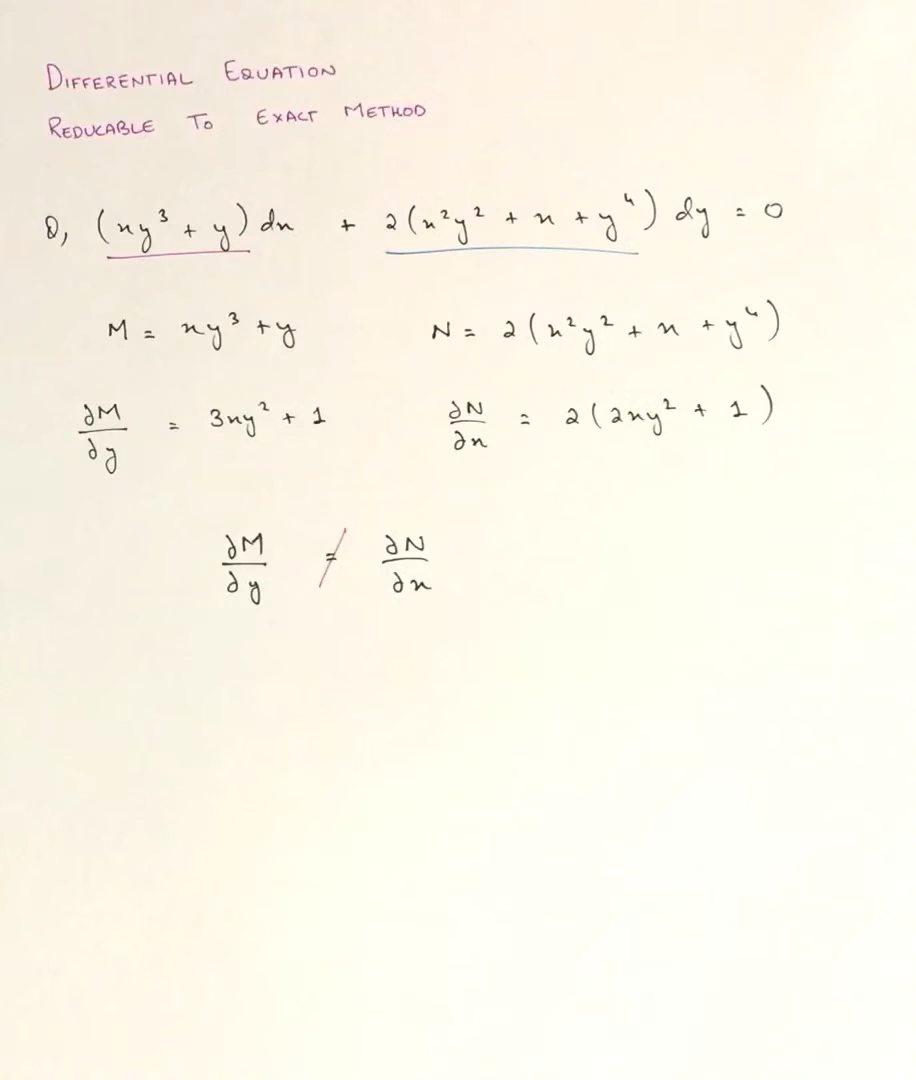 DIFFERENTIAL EQUATION
REDUCABLE TO EXACT METHOD
Q, (xy³ + y) dx + 2(x²y² + x + y⁴) dy = 0
M = xy³ + y N = 2(x²y² + x + y⁴)
∂M/∂y = 3xy² + 1 ∂N/∂x = 2(2xy² + 1)
∂M/∂y ≠ ∂N/∂x